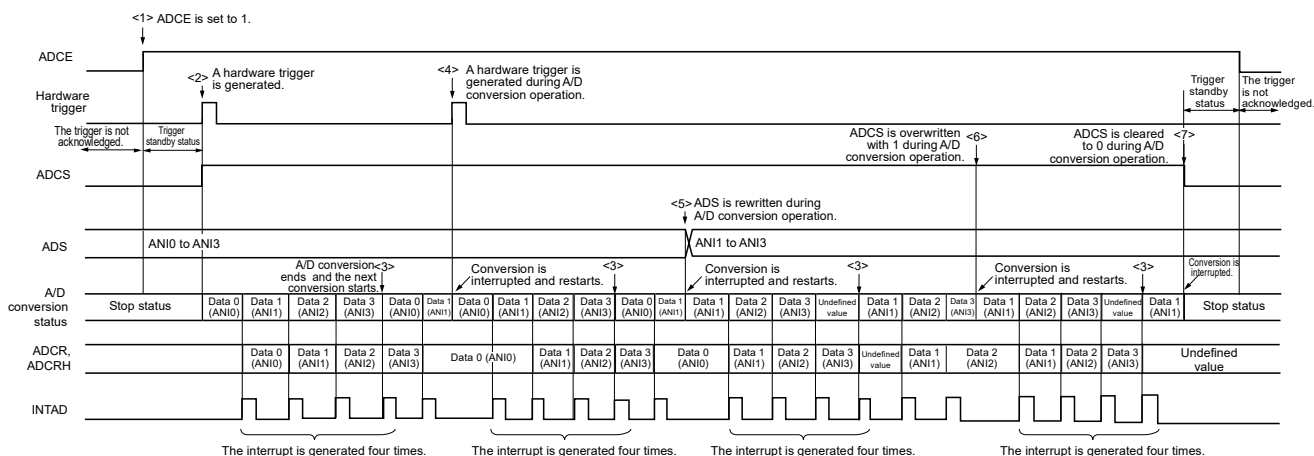 <1> ADCE is set to 1.
ADCE
<2> A hardware trigger
is generated.
<4> A hardware trigger is
generated during A/D
conversion operation.
Trigger
standby
status
The trigger
is not
acknowledged.
Hardware
trigger
The trigger is not
acknowledged.
Trigger
standby status
ADCS is overwritten
with 1 during A/D
conversion operation.
<6>
ADCS is cleared
to 0 during A/D
conversion operation.
<7>
ADCS
<5> ADS is rewritten during
A/D conversion operation.
ADS
ANI0 to ANI3
ANI1 to ANI3
A/D conversion
ends and the next
conversion starts.
<3>
Conversion is
interrupted and restarts.
<3>
Conversion is
interrupted and restarts.
<3>
Conversion is
interrupted and restarts.
<3>
Conversion is
interrupted.
A/D
conversion
status
Stop status
Data 0 (ANI0)
Data 1 (ANI1)
Data 2 (ANI2)
Data 3 (ANI3)
Data 0 (ANI0)
Data 1 (ANI1)
Data 0 (ANI0)
Data 1 (ANI1)
Data 2 (ANI2)
Data 3 (ANI3)
Data 0 (ANI0)
Data 1 (ANI1)
Data 1 (ANI1)
Data 2 (ANI2)
Data 3 (ANI3)
Undefined value
Data 1 (ANI1)
Data 2 (ANI2)
Data 3 (ANI3)
Data 1 (ANI1)
Data 2 (ANI2)
Data 3 (ANI3)
Undefined value
Data 1 (ANI1)
Stop status
ADCR,
ADCRH
Data 0 (ANI0)
Data 1 (ANI1)
Data 2 (ANI2)
Data 3 (ANI3)
Data 0 (ANI0)
Data 1 (ANI1)
Data 2 (ANI2)
Data 3 (ANI3)
Data 0 (ANI0)
Data 1 (ANI1)
Data 2 (ANI2)
Data 3 (ANI3)
Undefined value
Data 1 (ANI1)
Data 2 (ANI2)
Data 1 (ANI1)
Data 2 (ANI2)
Data 3 (ANI3)
Undefined
value
INTAD
The interrupt is generated four times.
The interrupt is generated four times.
The interrupt is generated four times.
The interrupt is generated four times.